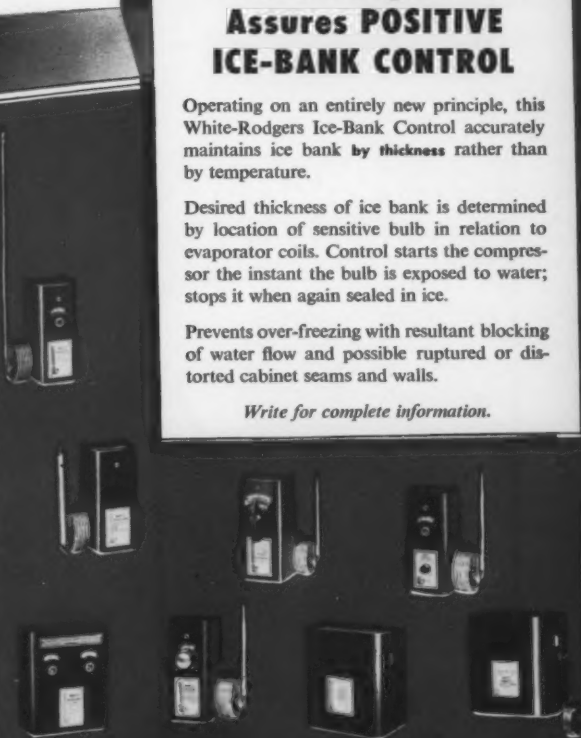 Assures POSITIVE
ICE-BANK CONTROL
Operating on an entirely new principle, this
White-Rodgers Ice-Bank Control accurately
maintains ice bank by thickness rather than
by temperature.
Desired thickness of ice bank is determined
by location of sensitive bulb in relation to
evaporator coils. Control starts the compres-
sor the instant the bulb is exposed to water;
stops it when again sealed in ice.
Prevents over-freezing with resultant blocking
of water flow and possible ruptured or dis-
torted cabinet seams and walls.
Write for complete information.